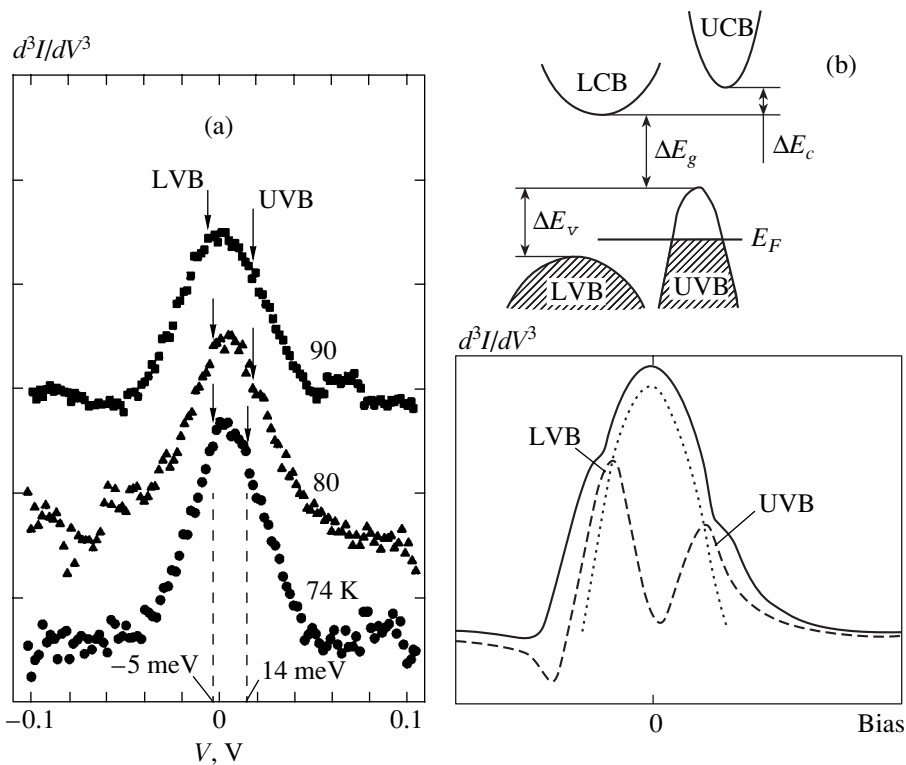 d³I/dV³
(a)
LVB
UVB
90
80
74 K
−5 meV
14 meV
−0.1
0
0.1
V, V
(b)
UCB
LCB
ΔE_c
ΔE_g
ΔE_v
E_F
LVB
UVB
d³I/dV³
LVB
UVB
0
Bias